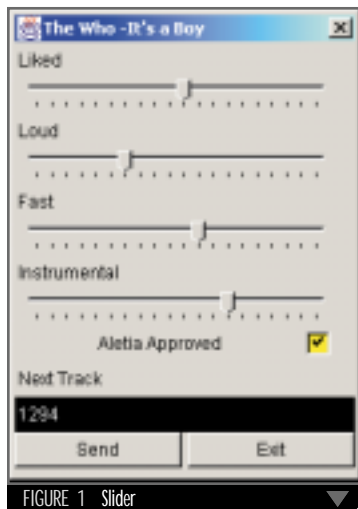 The Who -It's a Boy
Liked
Loud
Fast
Instrumental
Aletia Approved
Next Track
1294
Send Exit
FIGURE 1 Slider